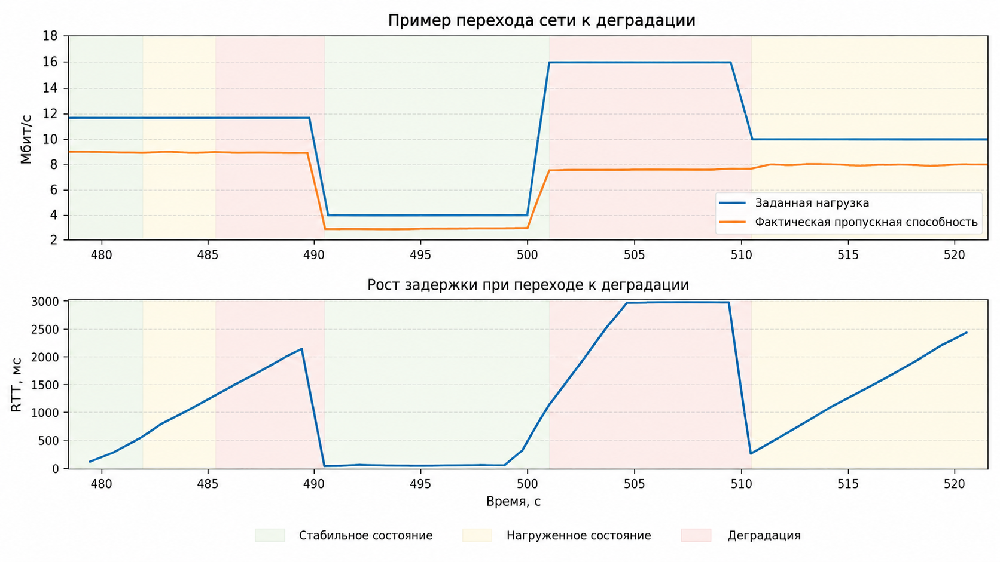 Пример перехода сети к деградации
18
16
14
12
10
8
6
4
2
Мбит/с
Заданная нагрузка
Фактическая пропускная способность
480 485 490 495 500 505 510 515 520
Рост задержки при переходе к деградации
3000
2500
2000
1500
1000
500
0
RTT, мс
480 485 490 495 500 505 510 515 520
Время, с
Стабильное состояние Нагруженное состояние Деградация